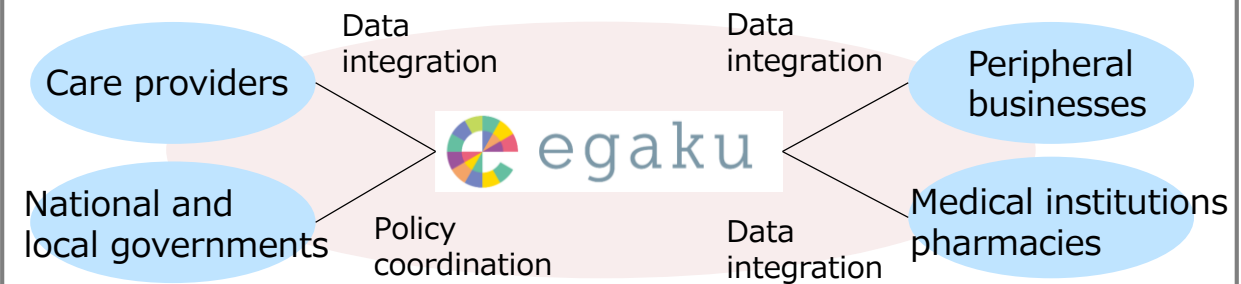 Data
integration
Data
integration
Care providers
Peripheral
businesses
egaku
National and
local governments
Medical institutions
pharmacies
Policy
coordination
Data
integration